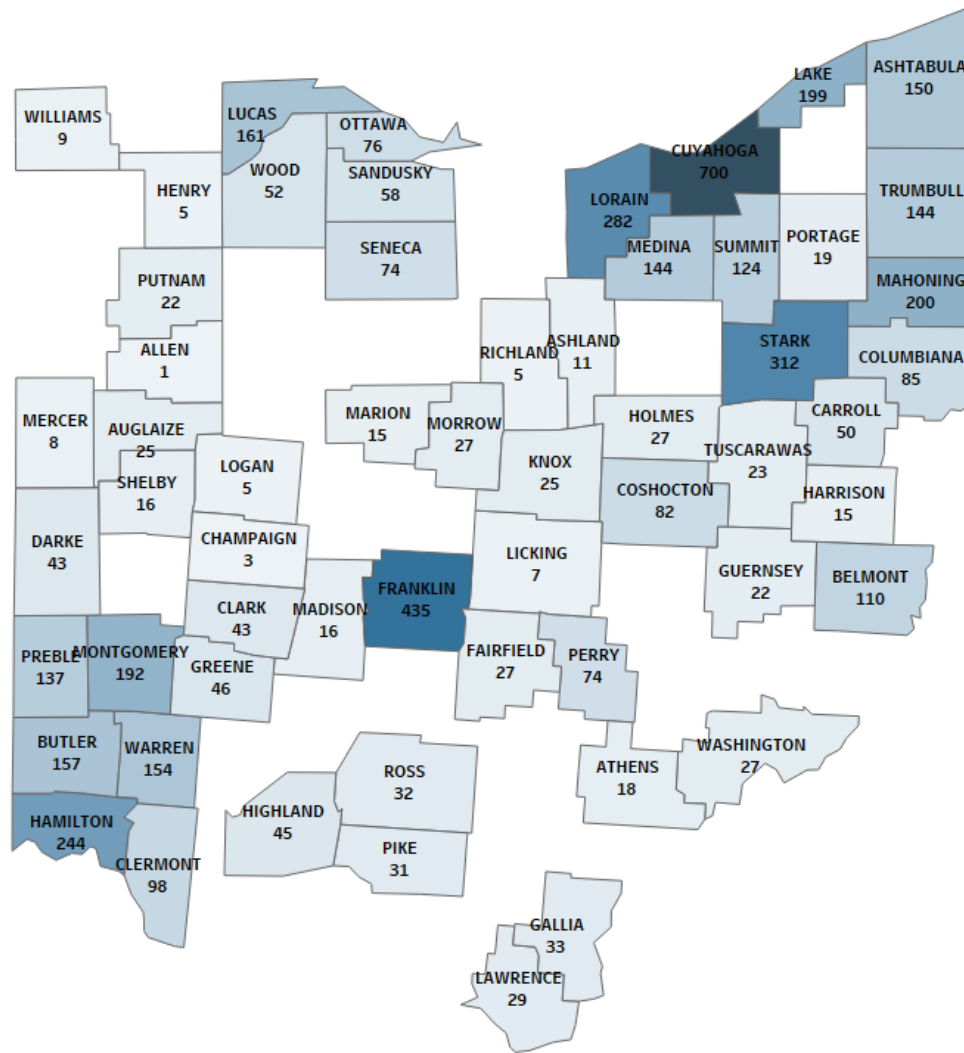 LAKE
199
ASHTABULA
150
WILLIAMS
9
LUCAS
161
OTTAWA
76
CUYAHOGA
700
WOOD
52
SANDUSKY
58
HENRY
5
LORAIN
282
TRUMBULL
144
SENECA
74
MEDINA
144
SUMMIT
124
PORTAGE
19
PUTNAM
22
MAHONING
200
ALLEN
1
RICHLAND
5
ASHLAND
11
STARK
312
COLUMBIANA
85
MERCER
8
AUGLAIZE
25
MARION
15
MORROW
27
HOLMES
27
CARROLL
50
TUSCARAWAS
23
LOGAN
5
KNOX
25
SHELBY
16
COSHOCTON
82
HARRISON
15
DARKE
43
CHAMPAIGN
3
LICKING
7
GUERNSEY
22
BELMONT
110
FRANKLIN
435
CLARK
43
MADISON
16
PREBLE
137
MONTGOMERY
192
GREENE
46
FAIRFIELD
27
PERRY
74
BUTLER
157
WARREN
154
WASHINGTON
27
ROSS
32
ATHENS
18
HAMILTON
244
HIGHLAND
45
PIKE
31
CLERMONT
98
GALLIA
33
LAWRENCE
29